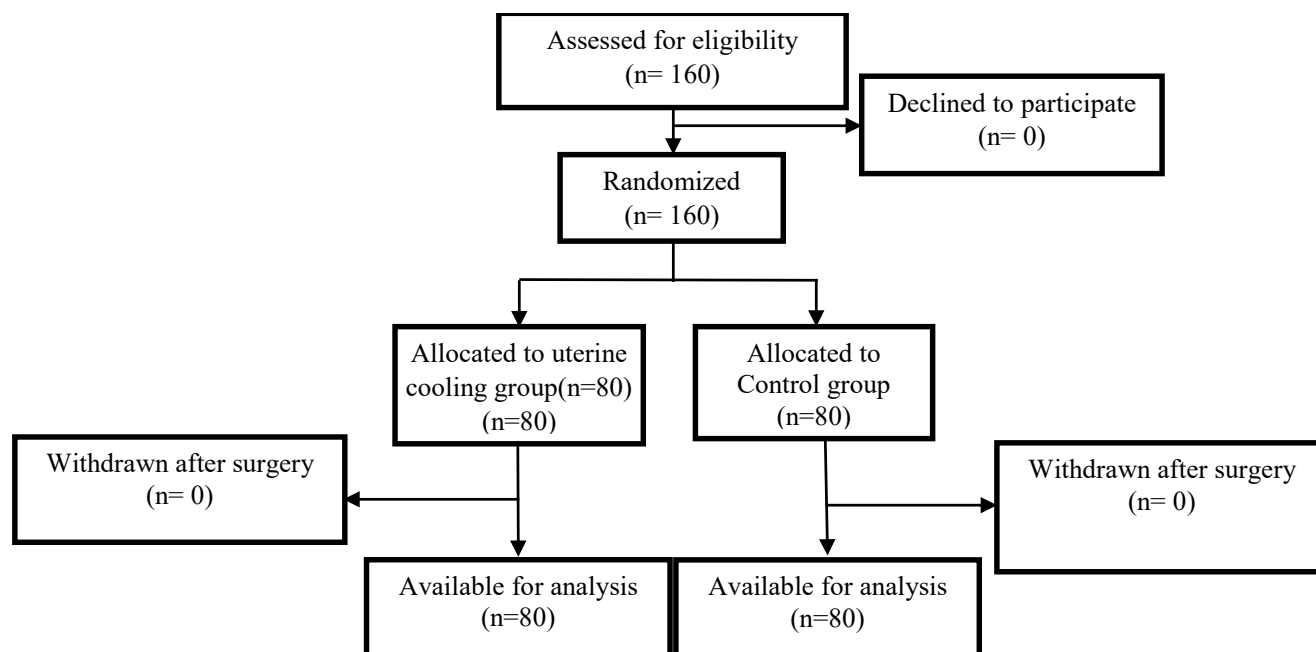 Assessed for eligibility
(n= 160)
Declined to participate
(n= 0)
Randomized
(n= 160)
Allocated to uterine
cooling group(n=80)
(n=80)
Allocated to
Control group
(n=80)
Withdrawn after surgery
(n= 0)
Withdrawn after surgery
(n= 0)
Available for analysis
(n=80)
Available for analysis
(n=80)